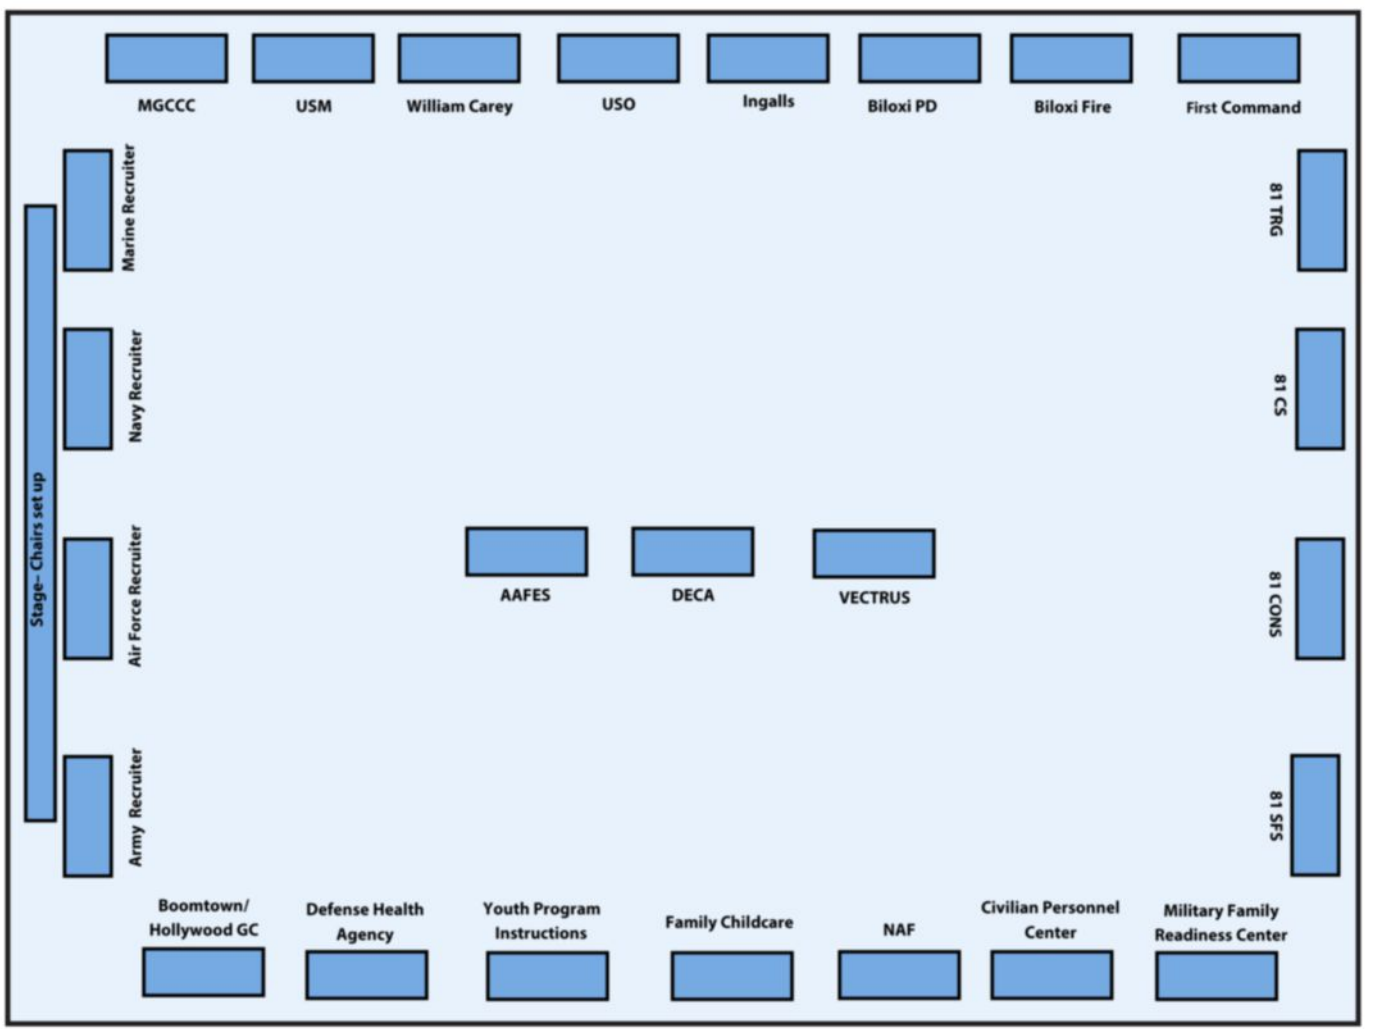 MGCCC
USM
William Carey
USO
Ingalls
Biloxi PD
Biloxi Fire
First Command
Marine Recruiter
Navy Recruiter
Stage– Chairs set up
Air Force Recruiter
Army Recruiter
81 TRG
81 CS
81 CONS
81 SFS
AAFES
DECA
VECTRUS
Boomtown/
Hollywood GC
Defense Health
Agency
Youth Program
Instructions
Family Childcare
NAF
Civilian Personnel
Center
Military Family
Readiness Center